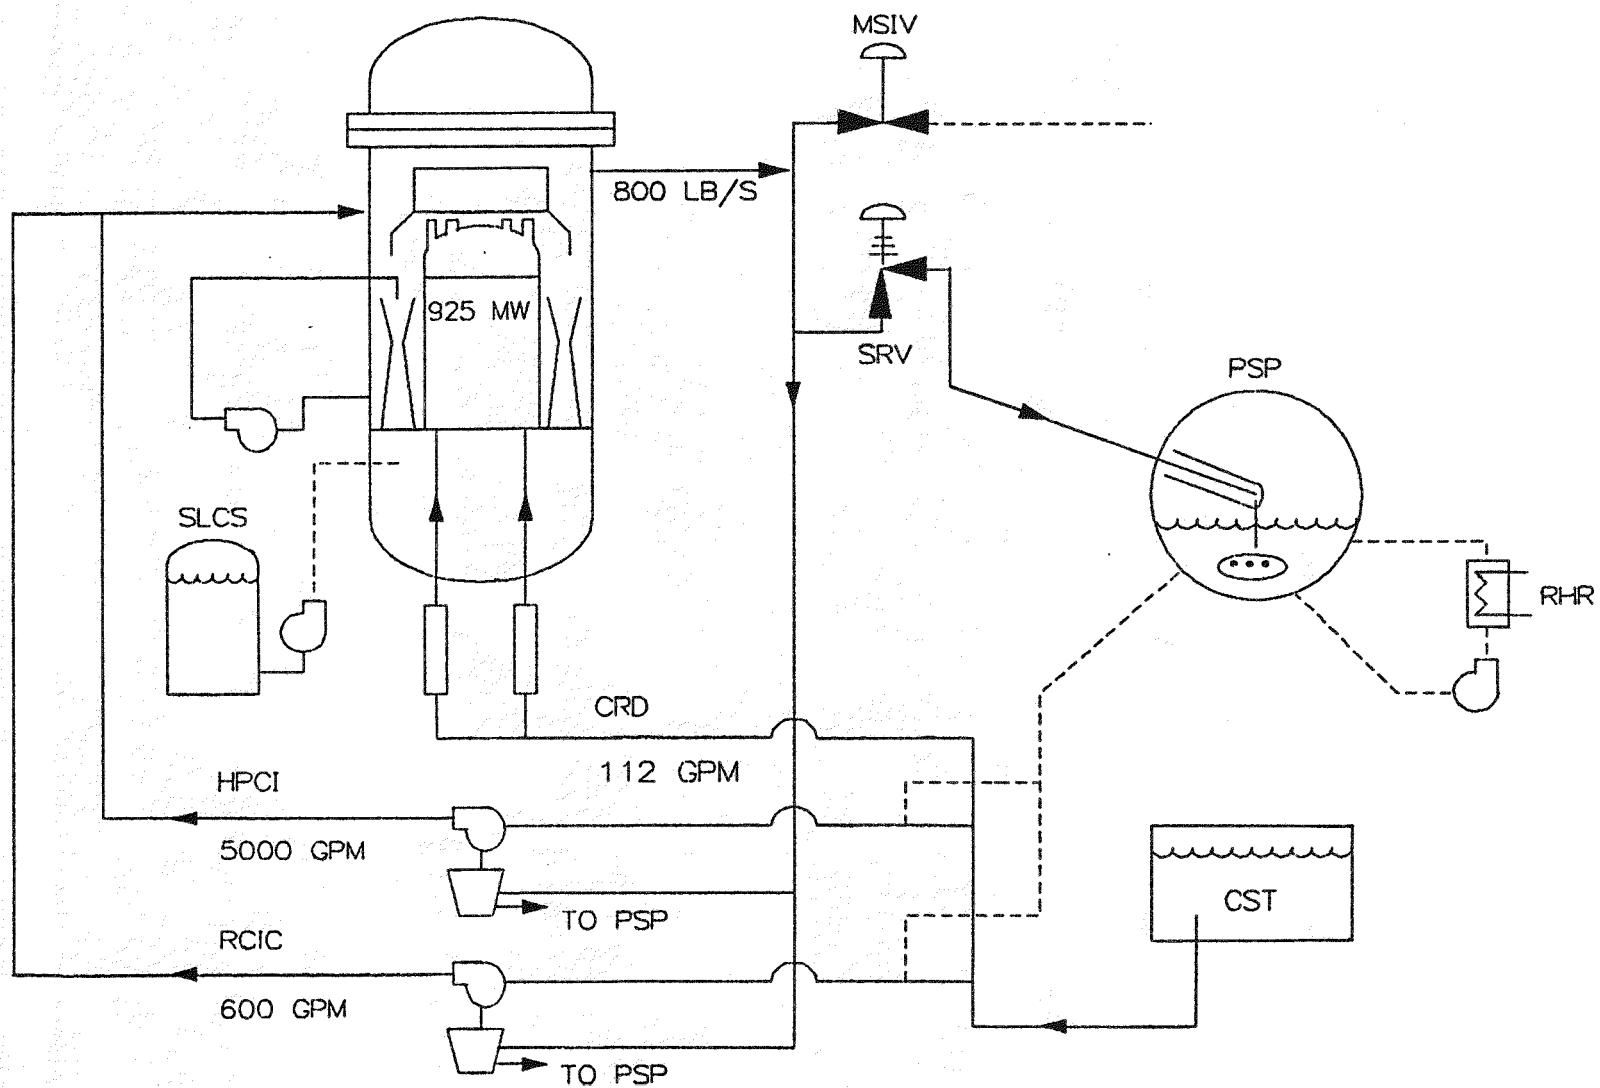 MSIV
800 LB/S
925 MW
SRV
PSP
SLCS
RHR
CRD
112 GPM
HPCI
5000 GPM
CST
TO PSP
RCIC
600 GPM
TO PSP